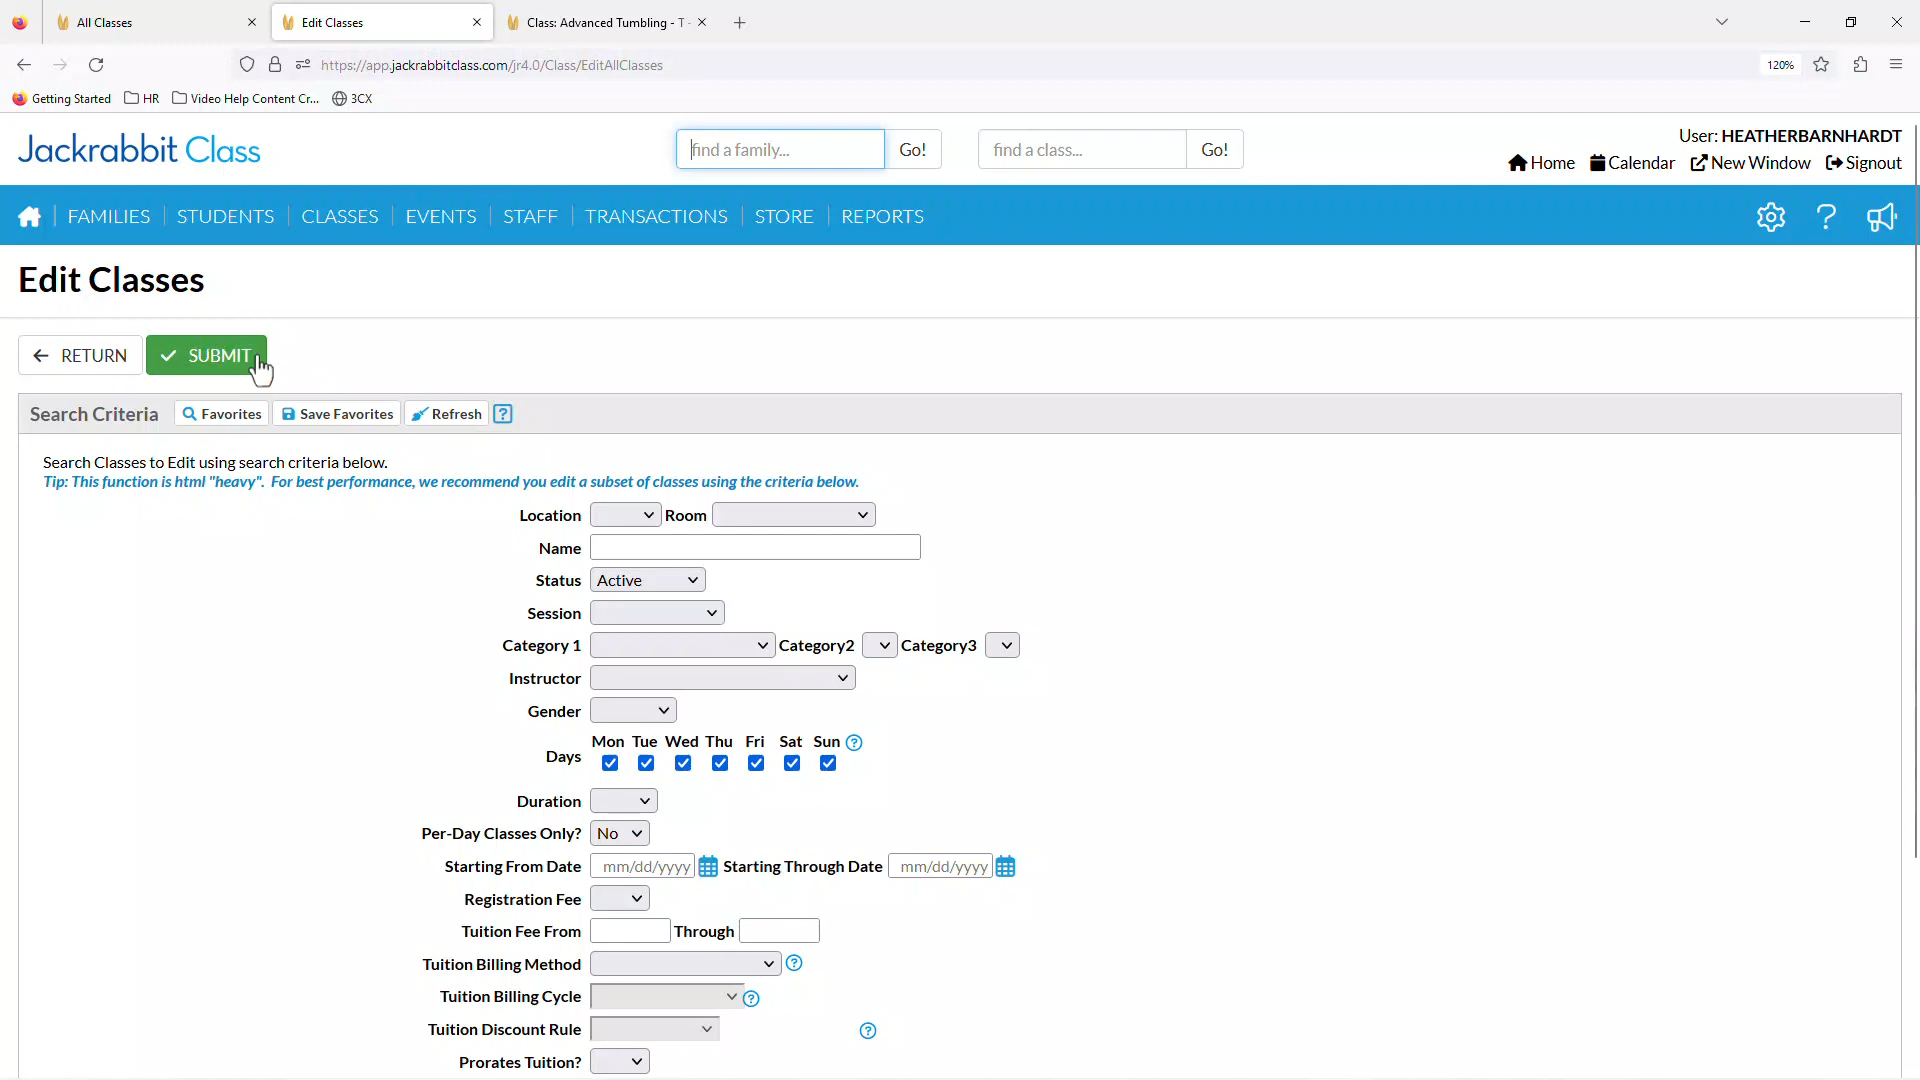 All Classes
Edit Classes
Class: Advanced Tumbling - T -
https://app.jackrabbitclass.com/jr4.0/Class/EditAllClasses
120%
Getting Started HR Video Help Content Cr... 3CX
Jackrabbit Class
find a family... Go! find a class... Go!
User: HEATHERBARNHARDT
Home Calendar New Window Signout
FAMILIES STUDENTS CLASSES EVENTS STAFF TRANSACTIONS STORE REPORTS ?
Edit Classes
RETURN SUBMIT
Search Criteria Favorites Save Favorites Refresh ?
Search Classes to Edit using search criteria below.
Tip: This function is html "heavy". For best performance, we recommend you edit a subset of classes using the criteria below.
Location Room
Name
Status Active
Session
Category 1 Category2 Category3
Instructor
Gender
Mon Tue Wed Thu Fri Sat Sun ?
Days
Duration
Per-Day Classes Only? No
Starting From Date mm/dd/yyyy Starting Through Date mm/dd/yyyy
Registration Fee
Tuition Fee From Through
Tuition Billing Method ?
Tuition Billing Cycle ?
Tuition Discount Rule ?
Prorates Tuition?